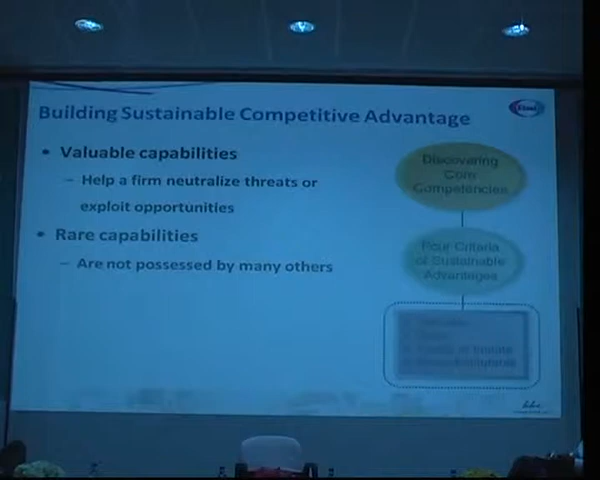 Building Sustainable Competitive Advantage
• Valuable capabilities
– Help a firm neutralize threats or
exploit opportunities
• Rare capabilities
– Are not possessed by many others
Discovering
Core
Competencies
Four Criteria
of Sustainable
Advantages